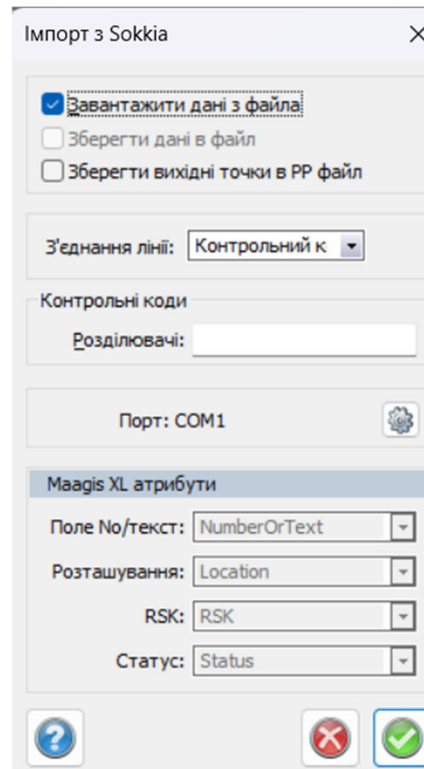 Імпорт з Sokkia
Завантажити дані з файла
Зберегти дані в файл
Зберегти вихідні точки в PP файл
З'єднання лінії: Контрольний к
Контрольні коди
Розділювачі:
Порт: COM1
Maagis XL атрибути
Поле No/текст: NumberOrText
Розташування: Location
RSK: RSK
Статус: Status